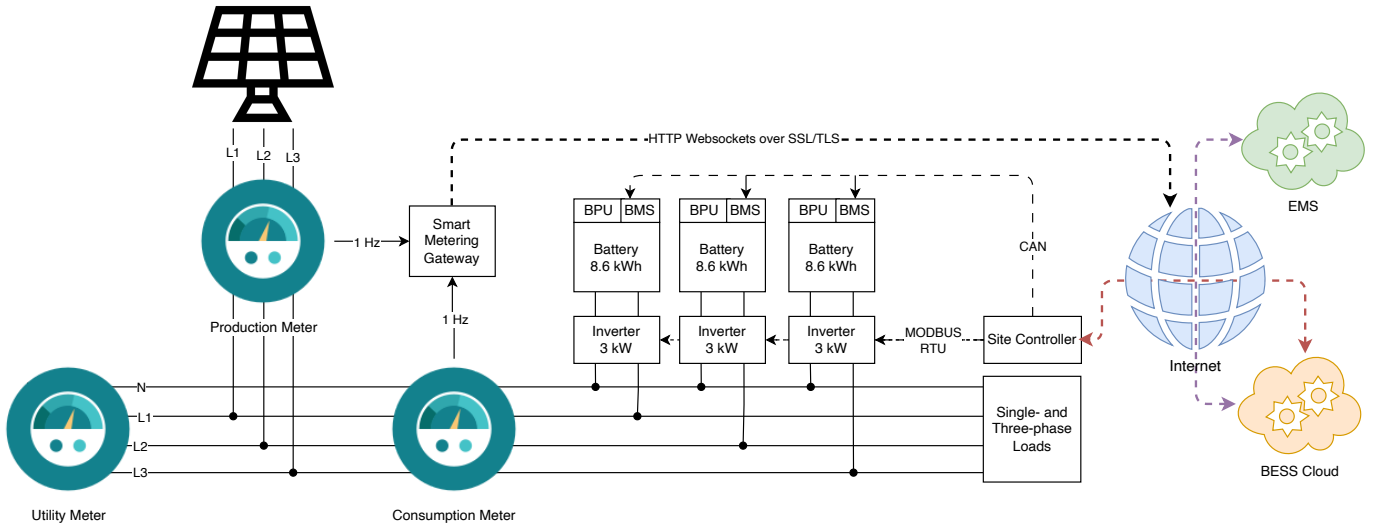 L1
L2
L3
HTTP Websockets over SSL/TLS
EMS
BPU
BMS
BPU
BMS
BPU
BMS
Smart
Metering
Gateway
1 Hz
Battery
8.6 kWh
Battery
8.6 kWh
Battery
8.6 kWh
CAN
Production Meter
1 Hz
Inverter
3 kW
Inverter
3 kW
Inverter
3 kW
MODBUS
RTU
Site Controller
Internet
N
L1
L2
L3
Single- and
Three-phase
Loads
BESS Cloud
Utility Meter
Consumption Meter